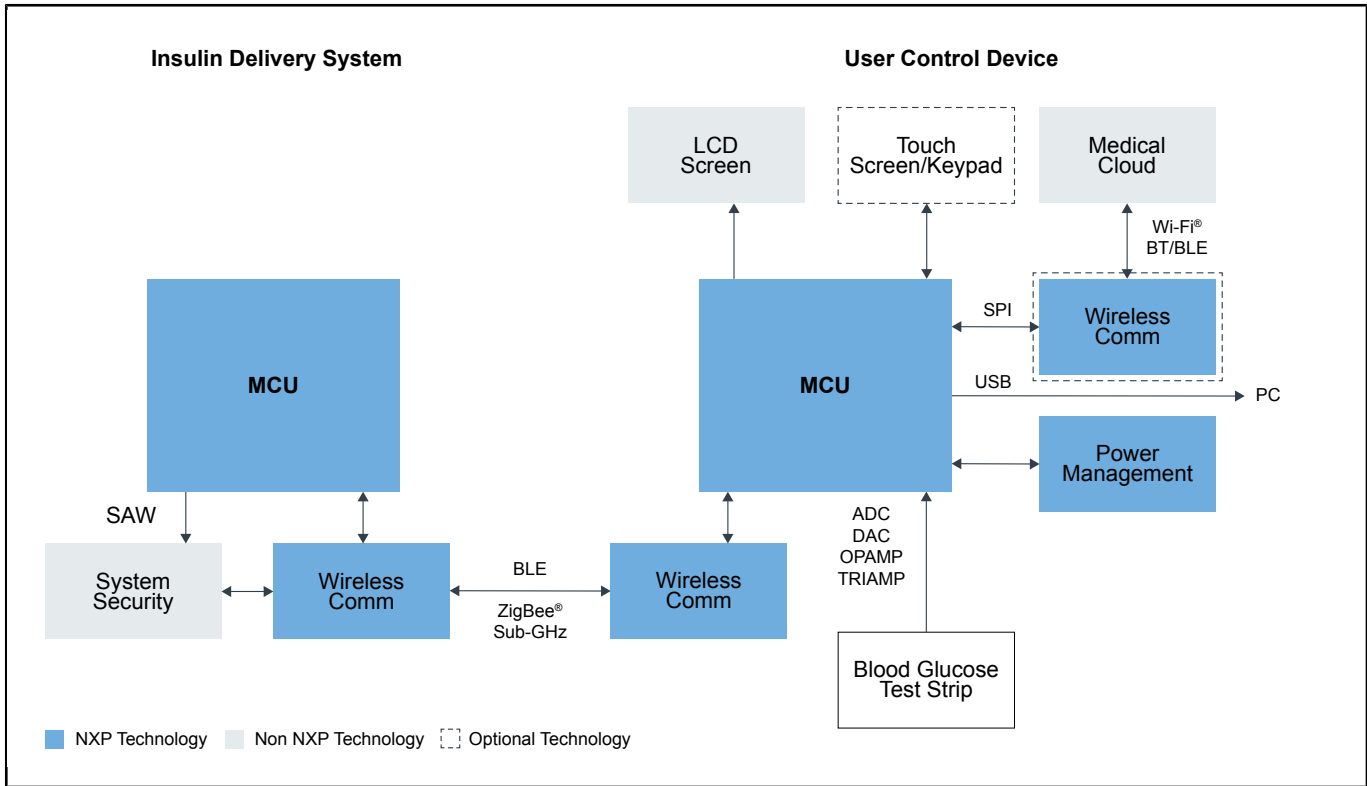 Insulin Delivery System
User Control Device
LCD
Screen
Touch
Screen/Keypad
Medical
Cloud
Wi-Fi®
BT/BLE
MCU
MCU
SPI
Wireless
Comm
USB
PC
Power
Management
SAW
ADC
DAC
OPAMP
TRIAMP
System
Security
Wireless
Comm
BLE
ZigBee®
Sub-GHz
Wireless
Comm
Blood Glucose
Test Strip
NXP Technology
Non NXP Technology
Optional Technology